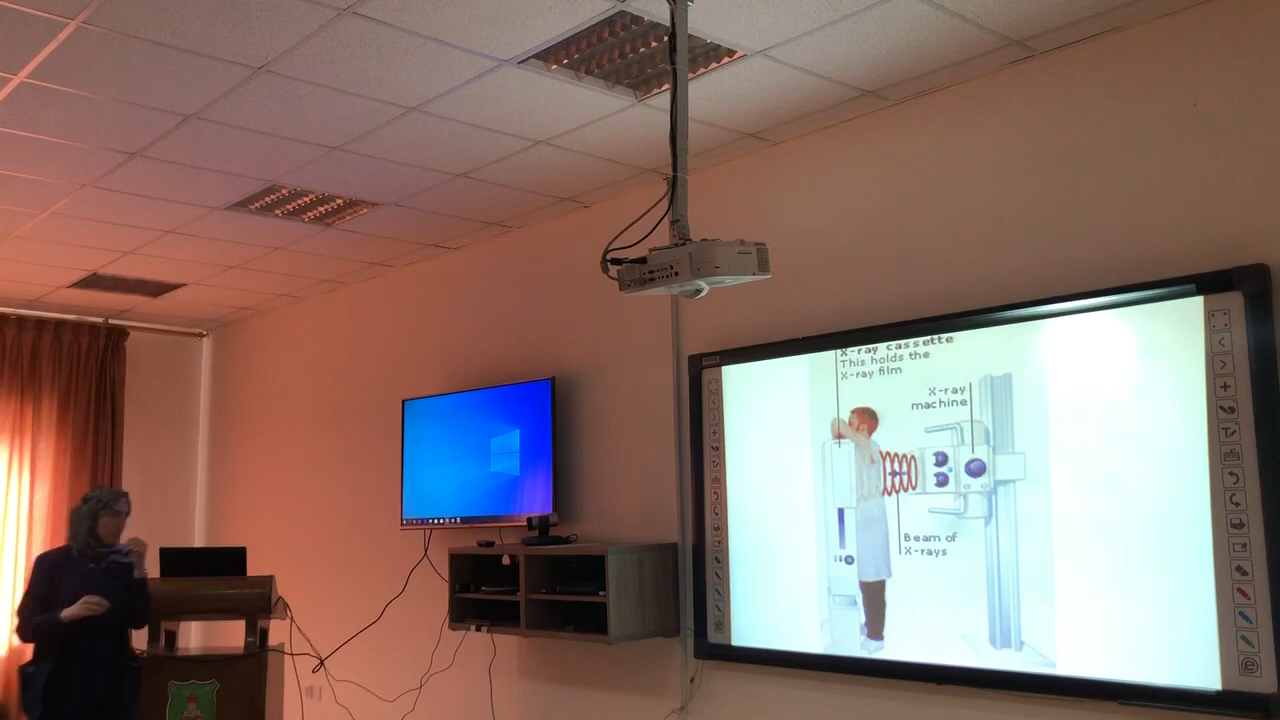 X-ray cassette
This holds the
X-ray film
X-ray
machine
Beam of
X-rays